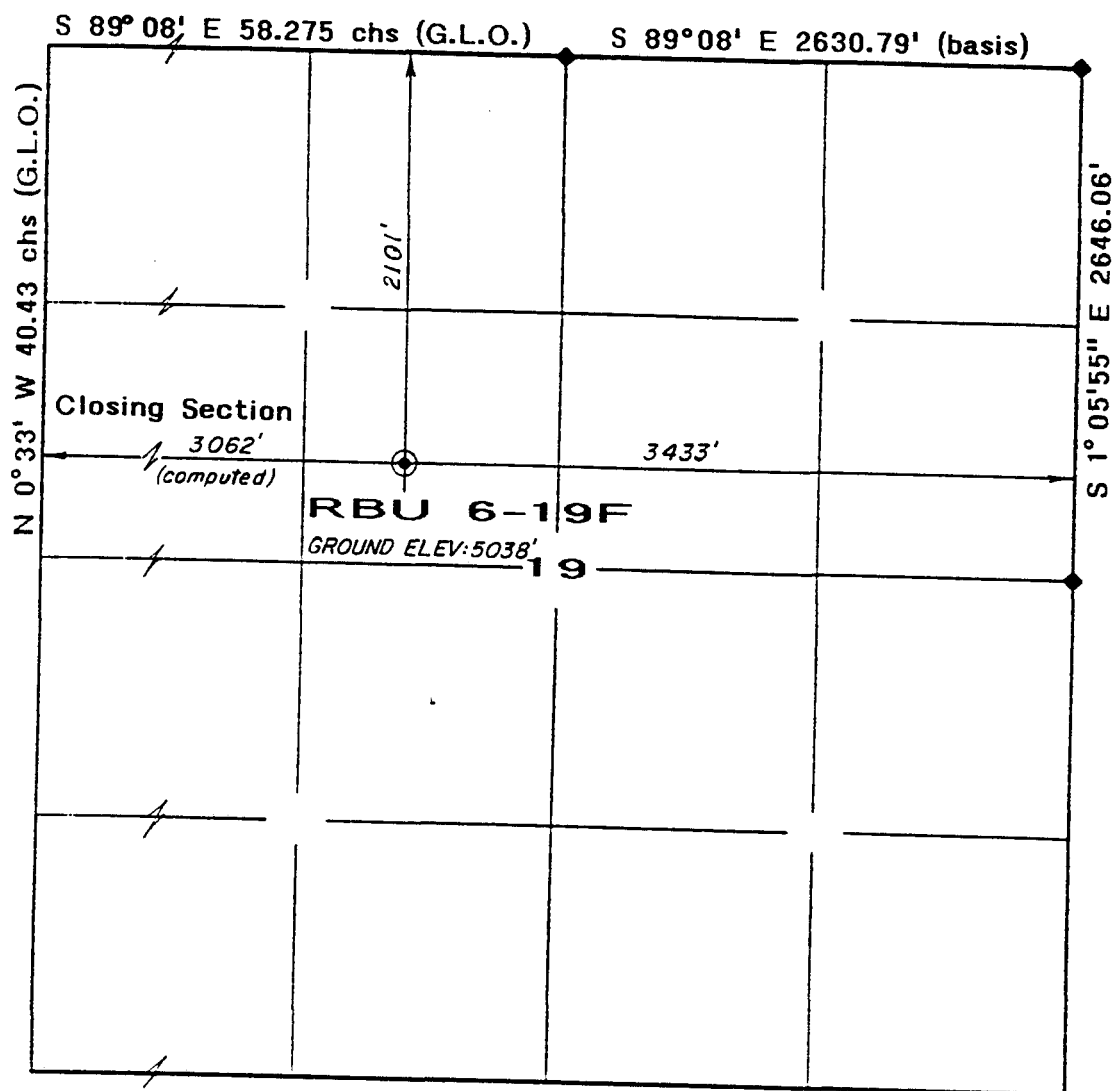 S 89°08' E 58.275 chs (G.L.O.)
S 89°08' E 2630.79' (basis)
N 0°33' W 40.43 chs (G.L.O.)
S 1°05'55" E 2646.06'
2101'
Closing Section
3062'
(computed)
3433'
RBU 6-19F
GROUND ELEV:5038'
19